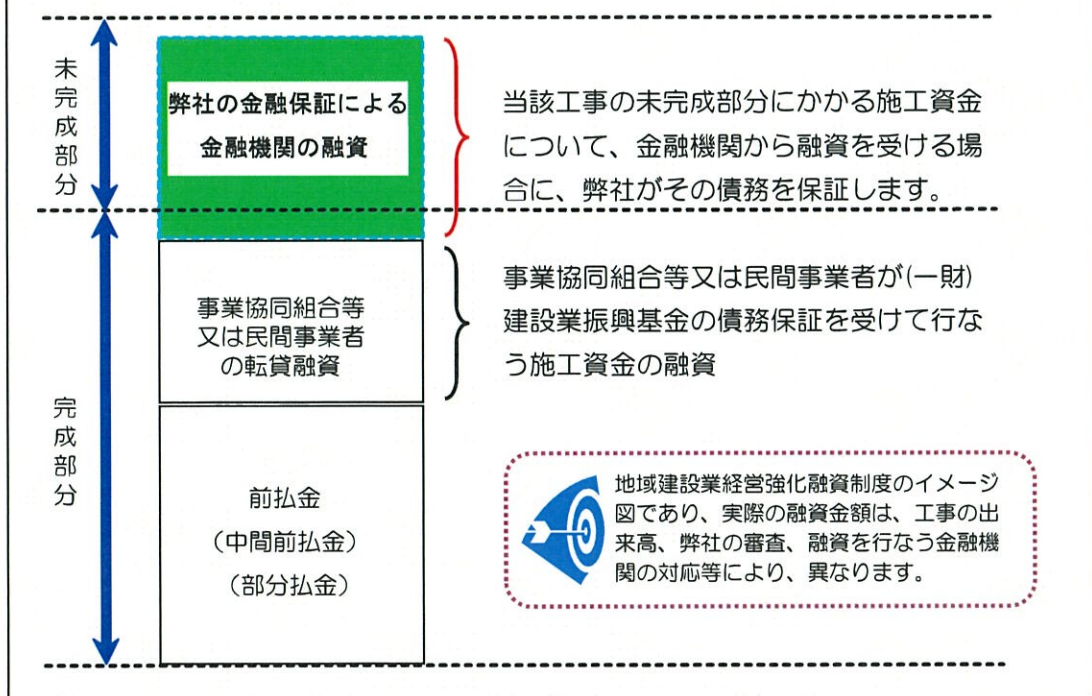 未完成部分
弊社の金融保証による
金融機関の融資
当該工事の未完成部分にかかる施工資金
について、金融機関から融資を受ける場
合に、弊社がその債務を保証します。
完成部分
事業協同組合等
又は民間事業者
の転貸融資
事業協同組合等又は民間事業者が(一財)
建設業振興基金の債務保証を受けて行な
う施工資金の融資
前払金
（中間前払金）
（部分払金）
地域建設業経営強化融資制度のイメージ
図であり、実際の融資金額は、工事の出
来高、弊社の審査、融資を行なう金融機
関の対応等により、異なります。